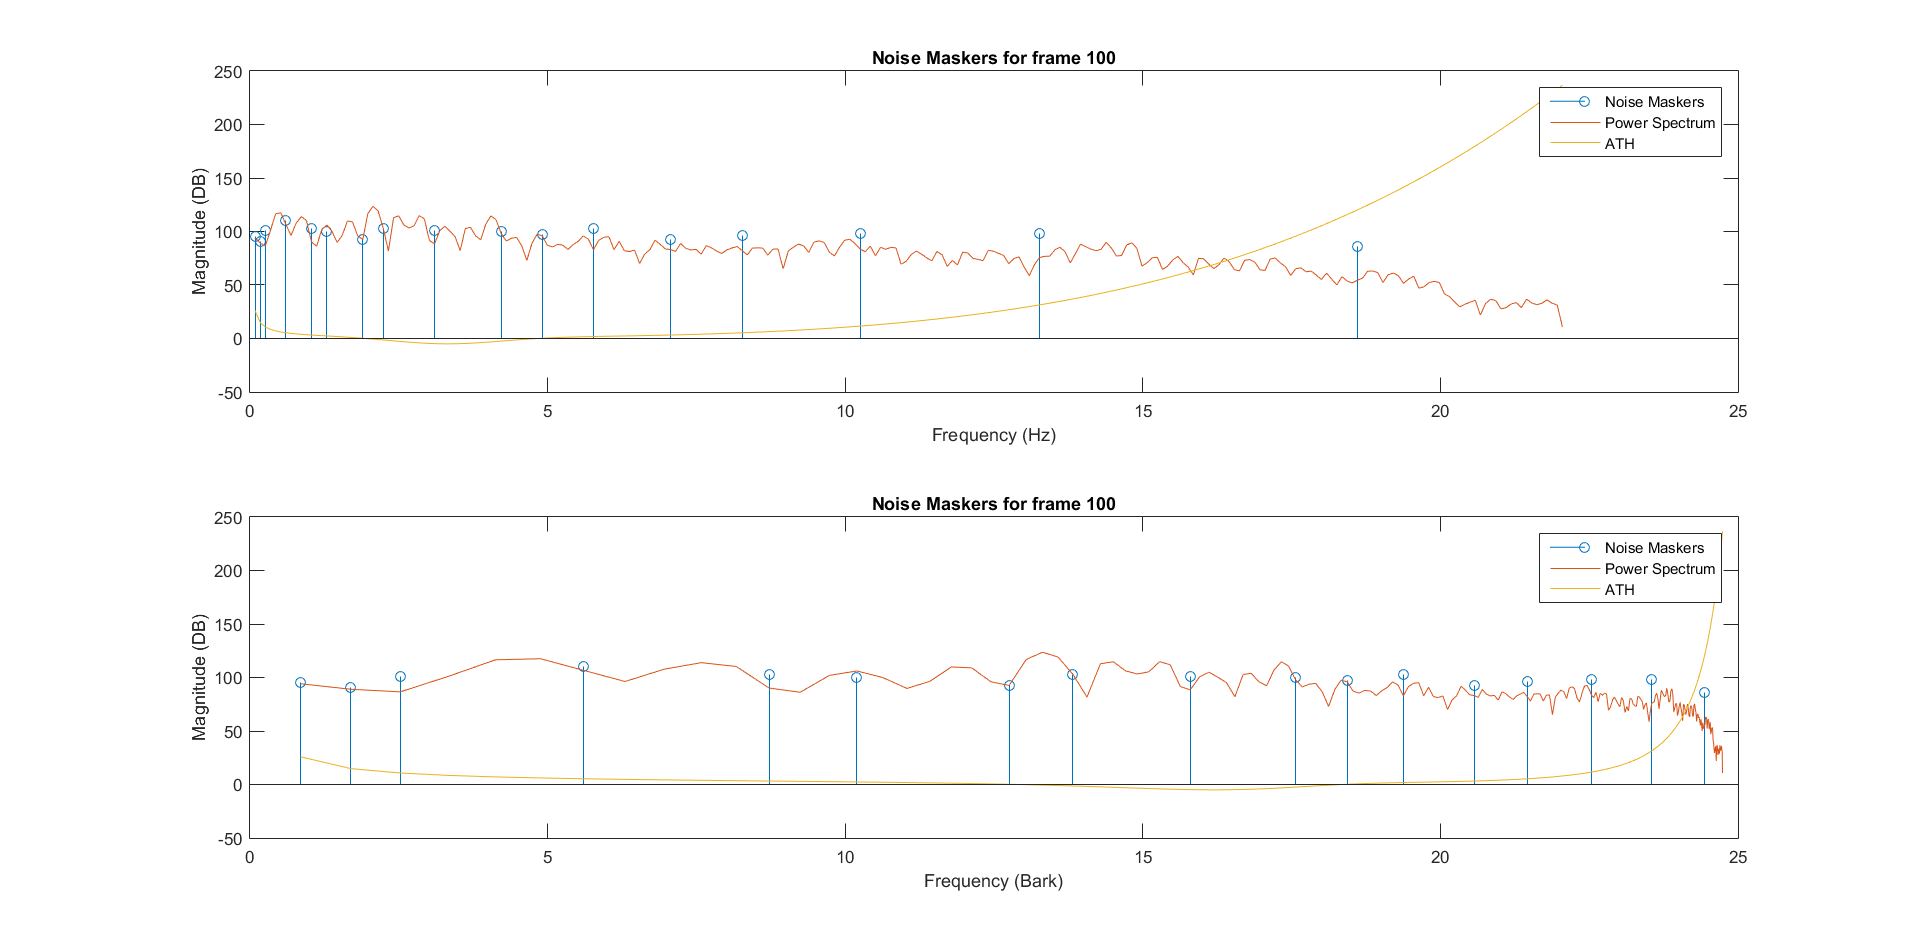 Noise Maskers for frame 100
250
200
150
100
50
0
-50
Magnitude (DB)
Noise Maskers
Power Spectrum
ATH
0 5 10 15 20 25
Frequency (Hz)
Noise Maskers for frame 100
250
200
150
100
50
0
-50
Magnitude (DB)
Noise Maskers
Power Spectrum
ATH
0 5 10 15 20 25
Frequency (Bark)